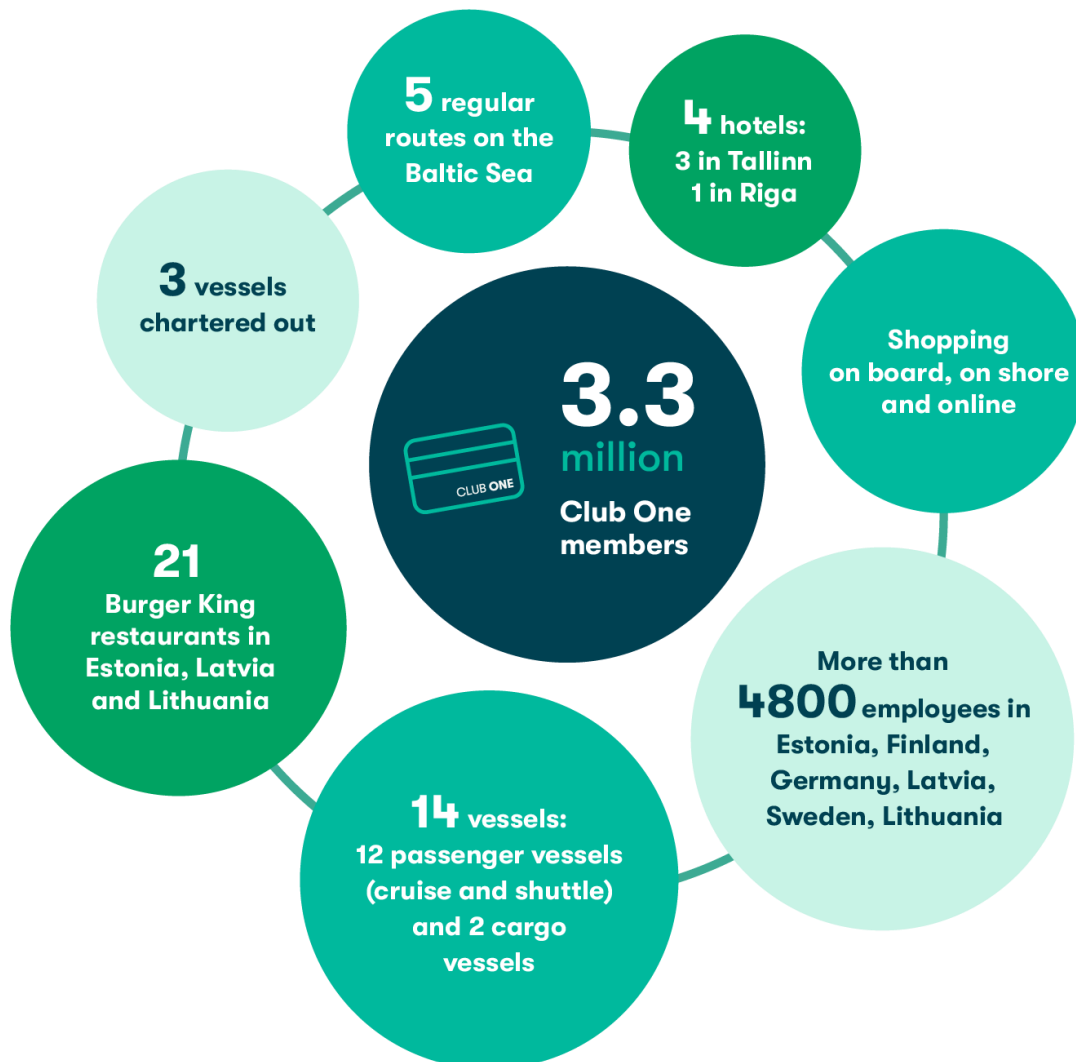 5 regular
routes on the
Baltic Sea
4 hotels:
3 in Tallinn
1 in Riga
Shopping
on board, on shore
and online
More than
4800 employees in
Estonia, Finland,
Germany, Latvia,
Sweden, Lithuania
14 vessels:
12 passenger vessels
(cruise and shuttle)
and 2 cargo
vessels
21
Burger King
restaurants in
Estonia, Latvia
and Lithuania
3 vessels
chartered out
3.3
million
Club One
members
CLUB ONE